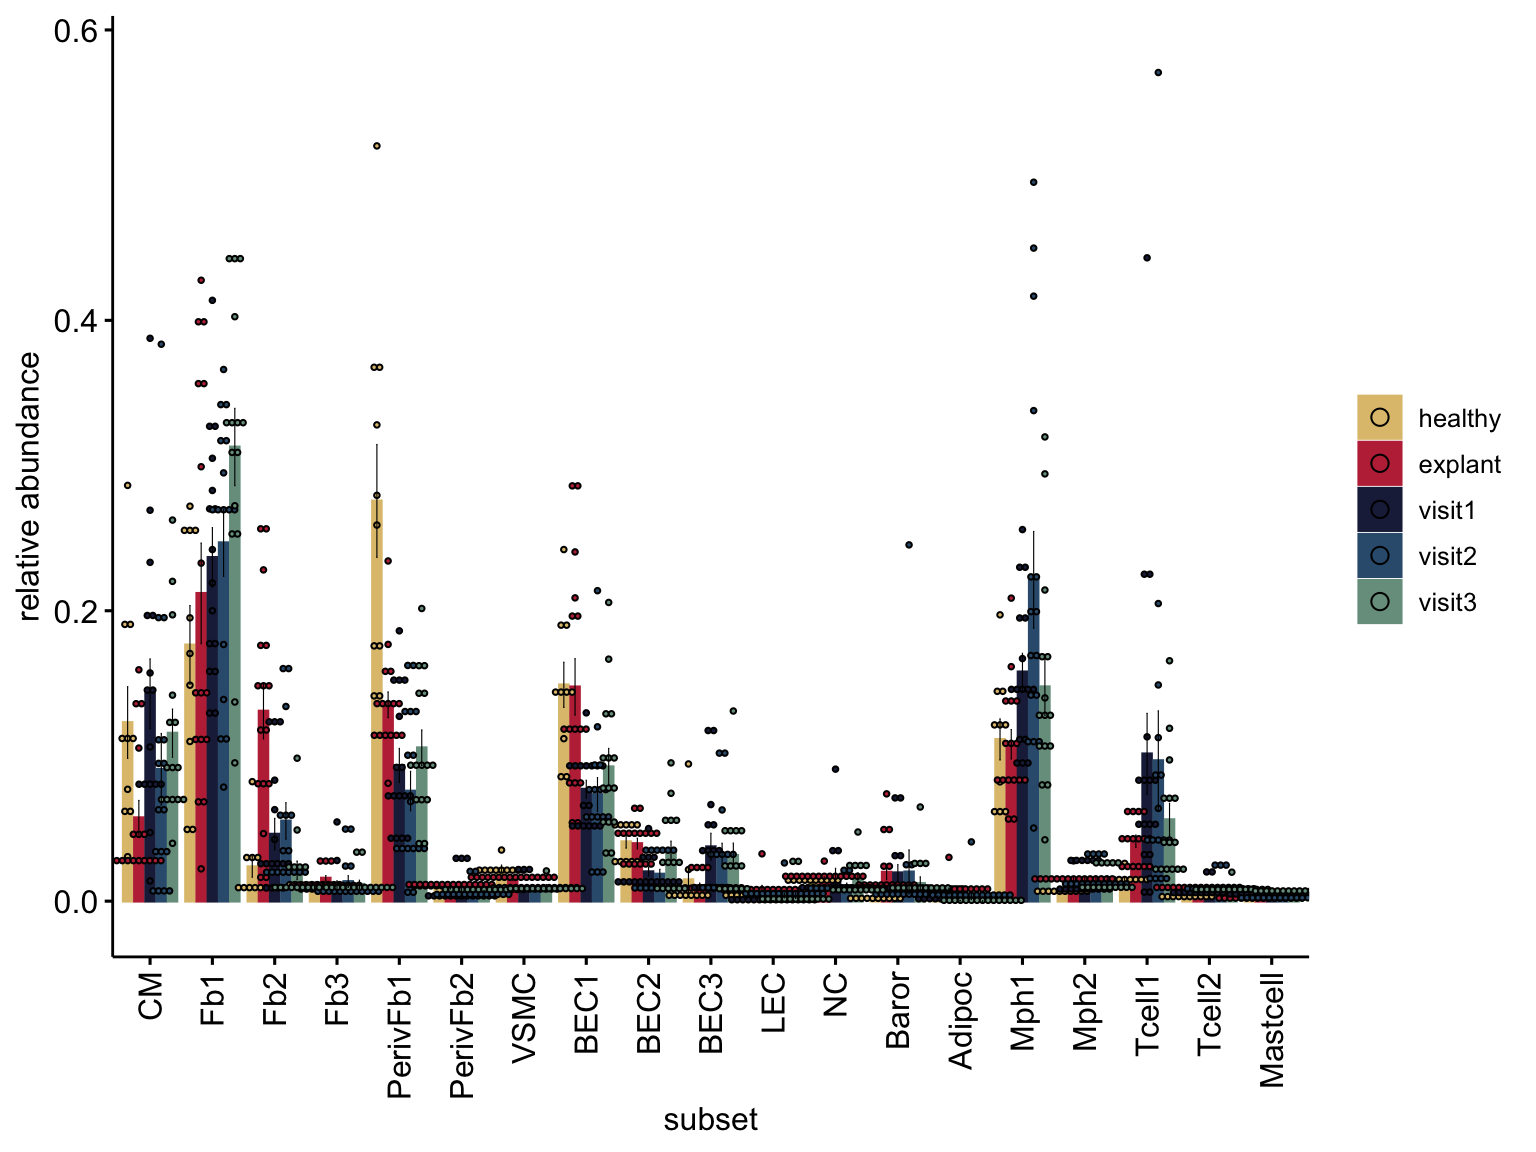 0.6
0.4
0.2
0.0
relative abundance
CM
Fb1
Fb2
Fb3
PerivFb1
PerivFb2
VSMC
BEC1
BEC2
BEC3
LEC
NC
Baror
Adipoc
Mph1
Mph2
Tcell1
Tcell2
Mastcell
subset
healthy
explant
visit1
visit2
visit3